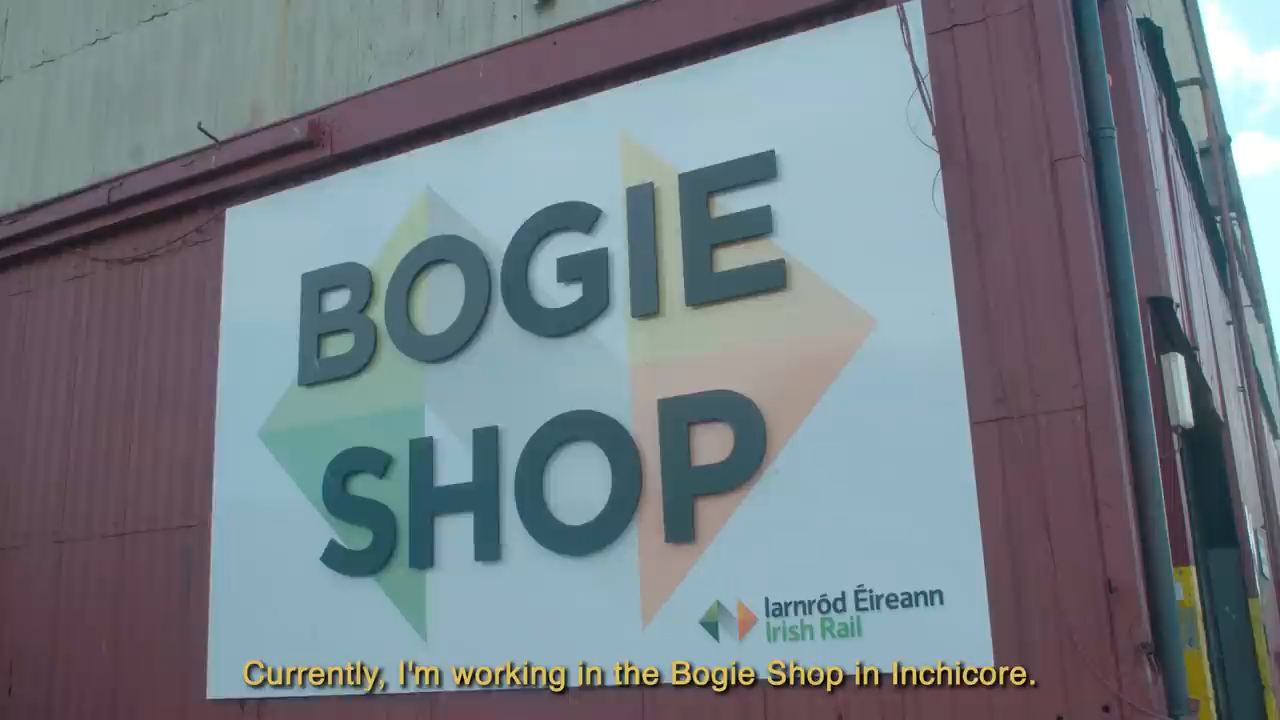 BOGIE
SHOP
Iarnród Éireann
Irish Rail
Currently, I'm working in the Bogie Shop in Inchicore.